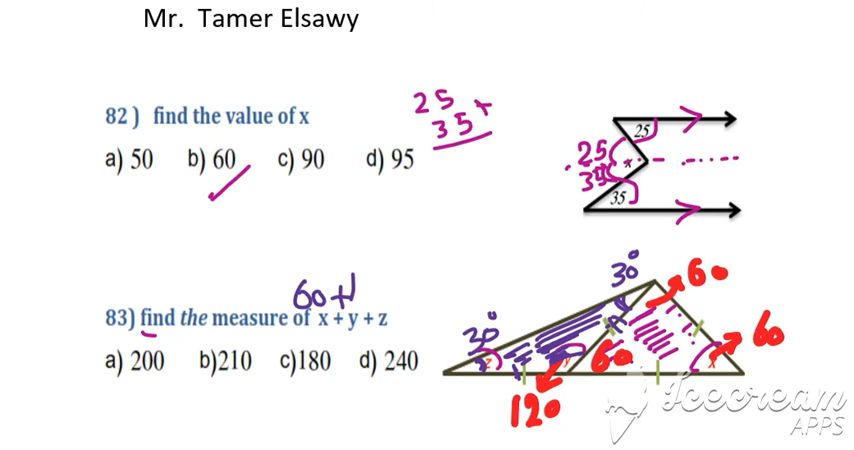 Mr. Tamer Elsawy
82) find the value of x
a) 50 b) 60 c) 90 d) 95
25 +
35
25
25
x
35
35
60 +
83) find the measure of x + y + z
a) 200 b)210 c)180 d) 240
30°
60
30°
60
60
z
y
x
120
Icecream
APPS